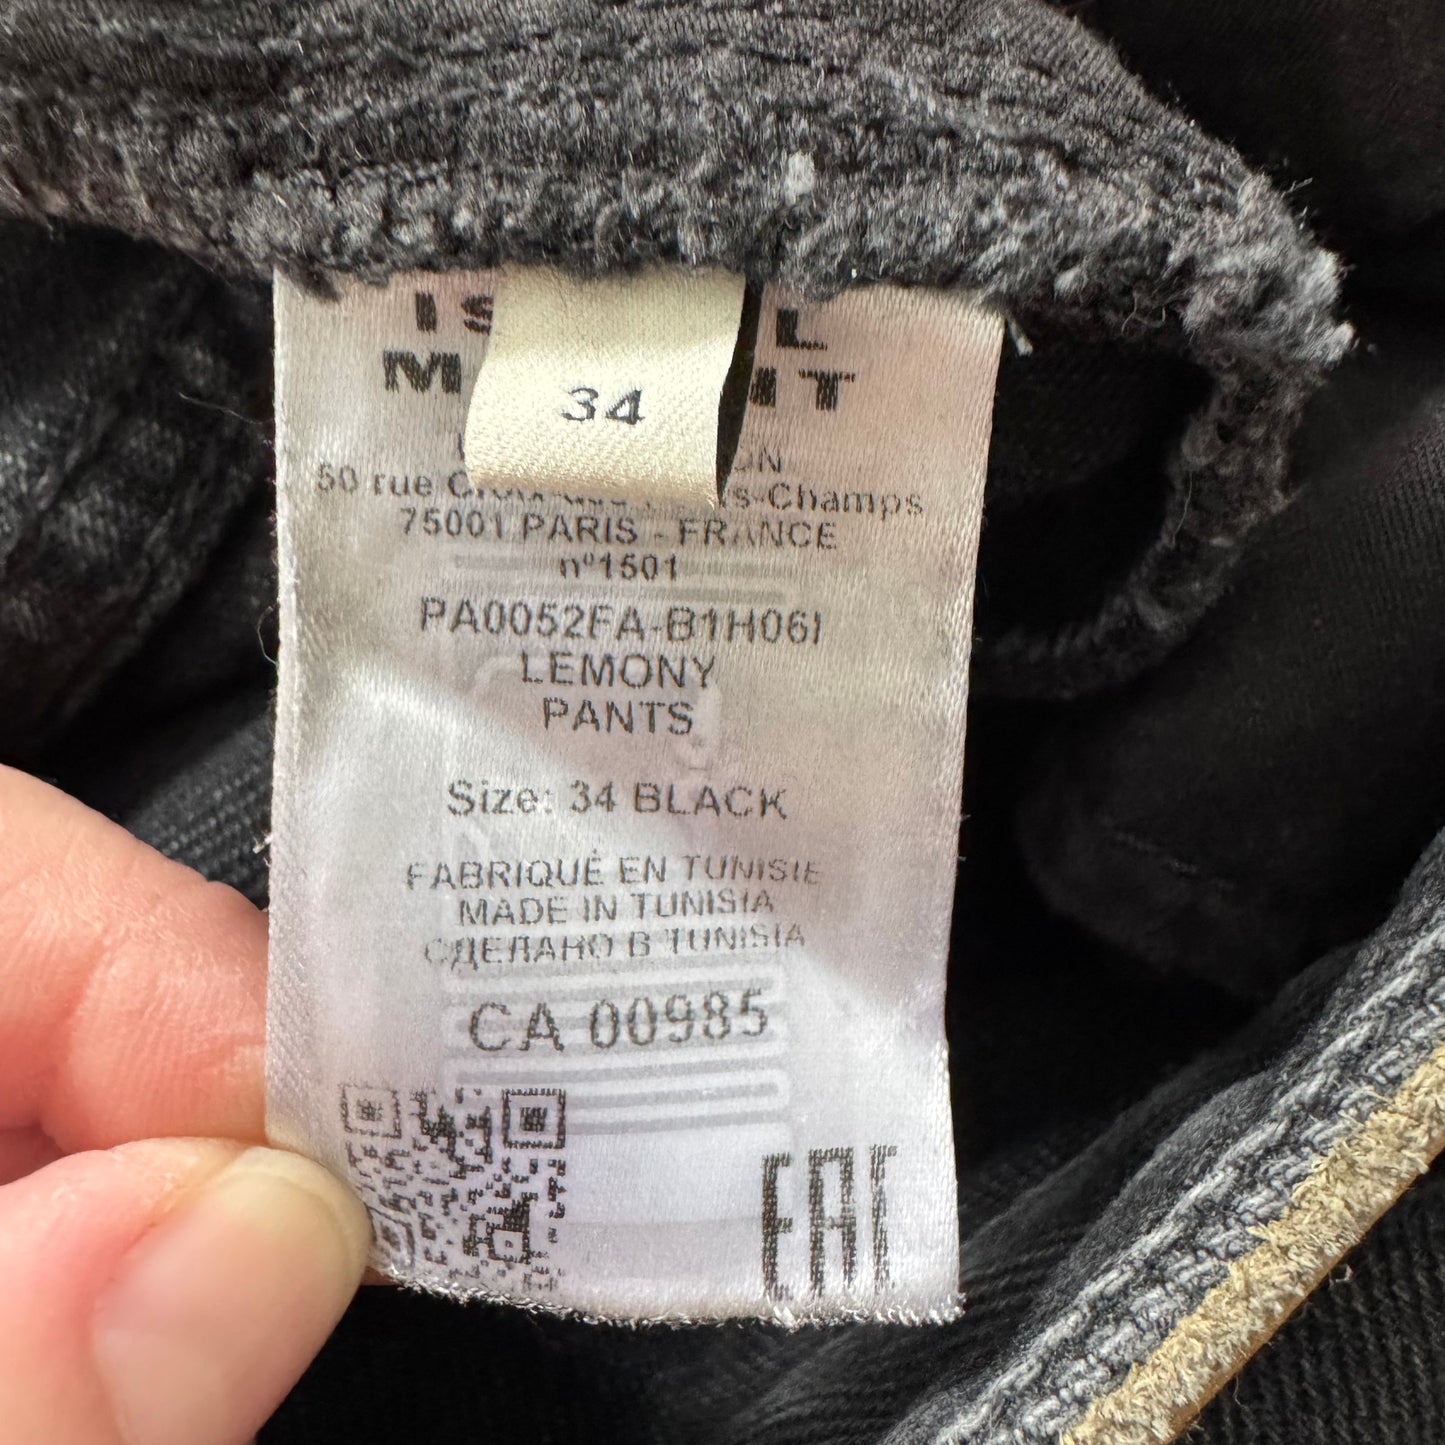 34
50 rue
75001 PARIS - FRANCE
n°1501
PA0052FA-B1H06I
LEMONY
PANTS
Size: 34 BLACK
FABRIQUÉ EN TUNISIE
MADE IN TUNISIA
СДЕЛАНО В TUNISIA
CA 00985
EAC